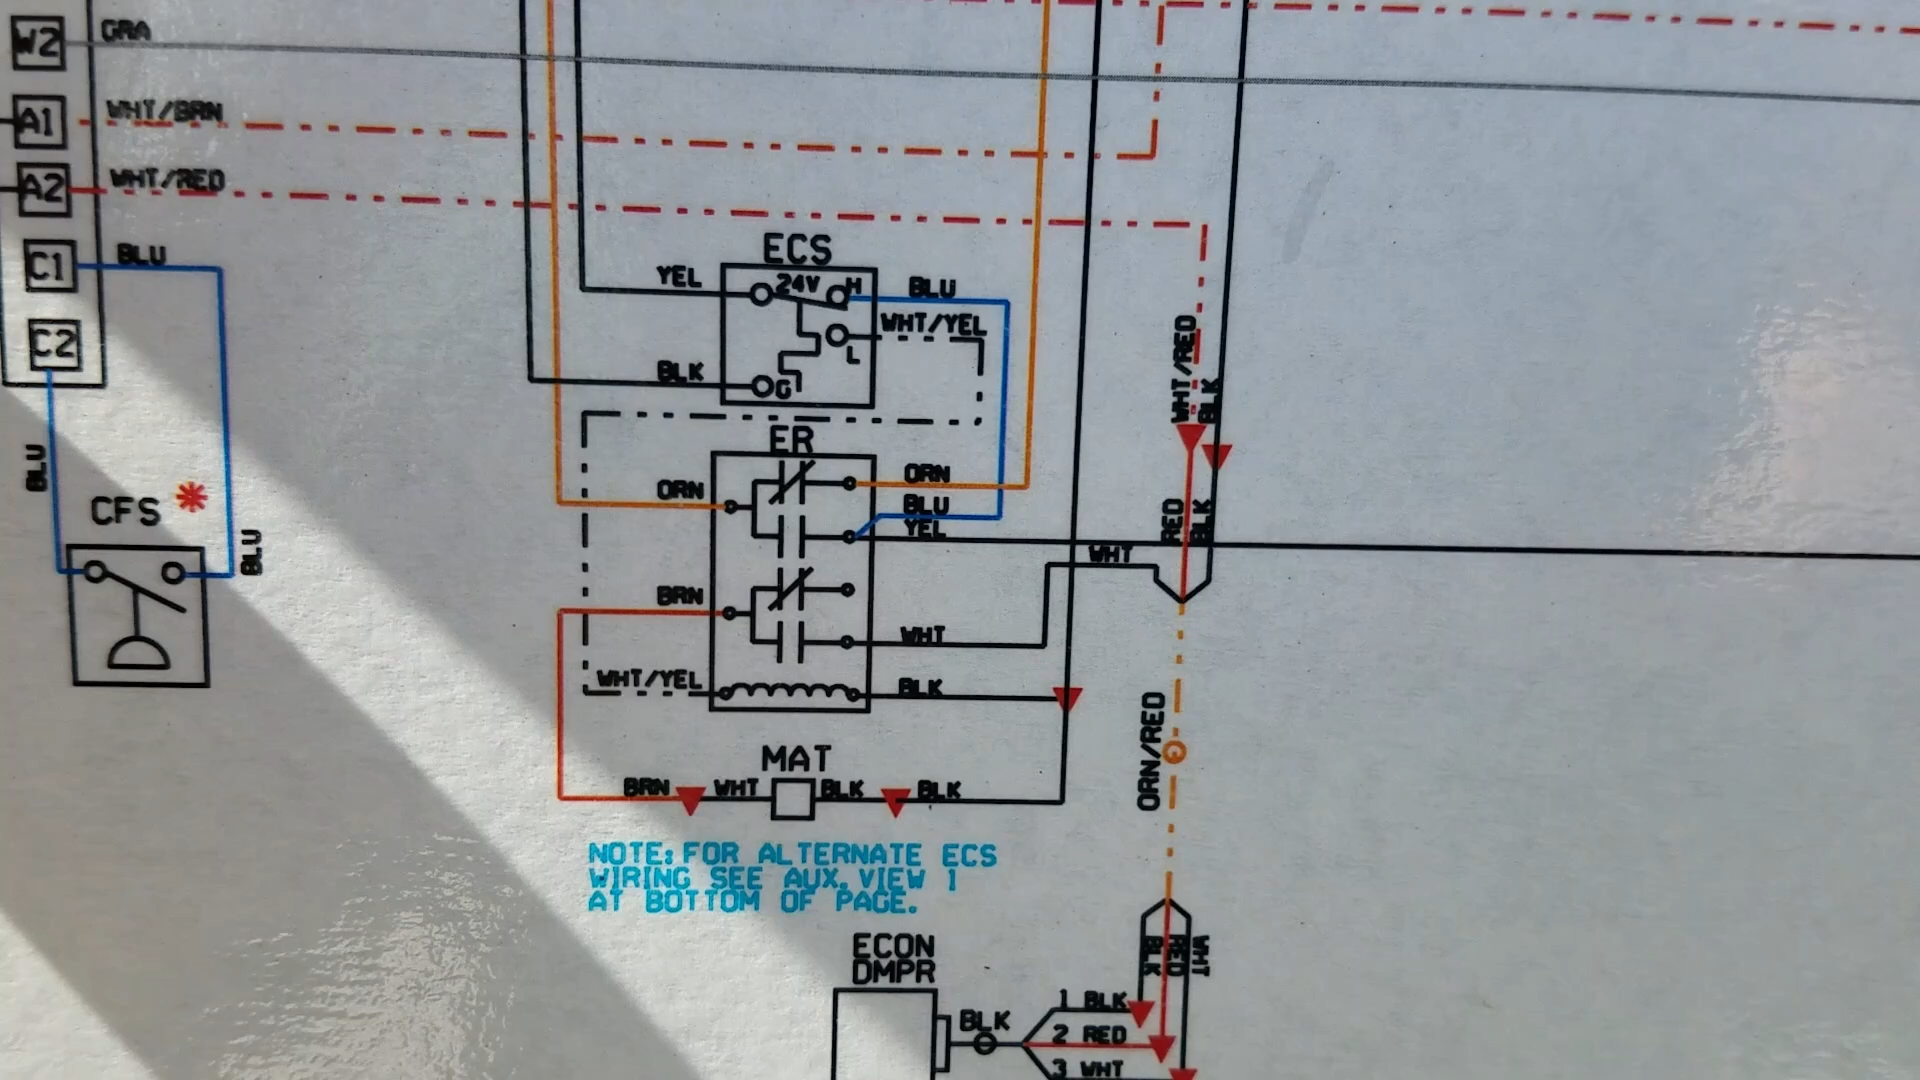 W2 GRA
A1 WHT/BRN
A2 WHT/RED
C1 BLU
C2
BLU
CFS *
BLU
ECS
YEL 24V H BLU
WHT/YEL
L
BLK G
ER
ORN ORN
BLU
YEL
BRN
WHT
WHT
WHT/YEL BLK
MAT
BRN WHT BLK BLK
WHT/RED
BLK
RED
BLK
ORN/RED
NOTE: FOR ALTERNATE ECS
WIRING SEE AUX. VIEW 1
AT BOTTOM OF PAGE.
ECON
DMPR
BLK
RED
WHT
BLK
1 BLK
2 RED
3 WHT